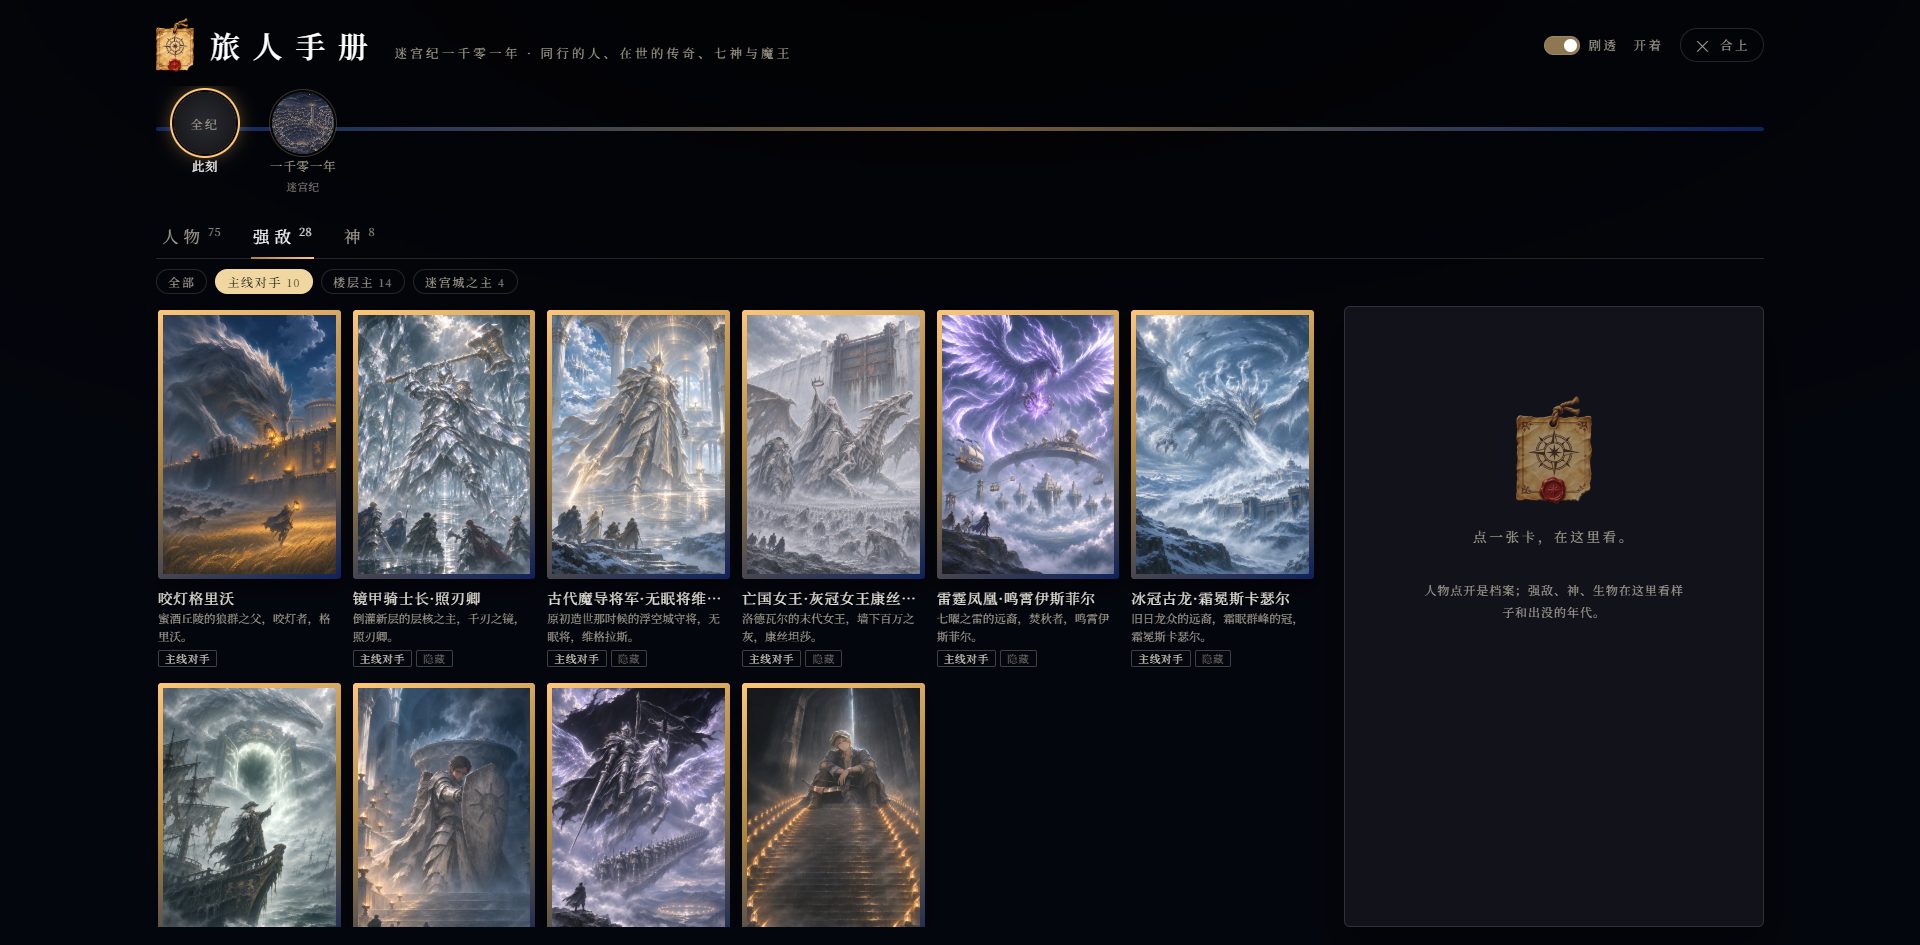 旅人手册
迷宫纪一千零一年 · 同行的人、在世的传奇、七神与魔王
剧透 开着
合上
全纪
此刻
一千零一年
迷宫纪
人物 75
强敌 28
神 8
全部
主线对手 10
楼层主 14
迷宫城之主 4
咬灯格里沃
蜜酒丘陵的狼群之父，咬灯者，格
里沃。
主线对手
镜甲骑士长·照刃卿
倒灌新层的层核之主，千刃之镜，
照刃卿。
主线对手 隐藏
古代魔导将军·无眠将维…
原初造世那时候的浮空城守将，无
眠将，维格拉斯。
主线对手 隐藏
亡国女王·灰冠女王康丝…
洛德瓦尔的末代女王，墙下百万之
灰，康丝坦莎。
主线对手 隐藏
雷霆凤凰·鸣霄伊斯菲尔
七曜之雷的远裔，焚秋者，鸣霄伊
斯菲尔。
主线对手 隐藏
冰冠古龙·霜冕斯卡瑟尔
旧日龙众的远裔，霜眠群峰的冠，
霜冕斯卡瑟尔。
主线对手 隐藏
点一张卡，在这里看。
人物点开是档案；强敌、神、生物在这里看样
子和出没的年代。